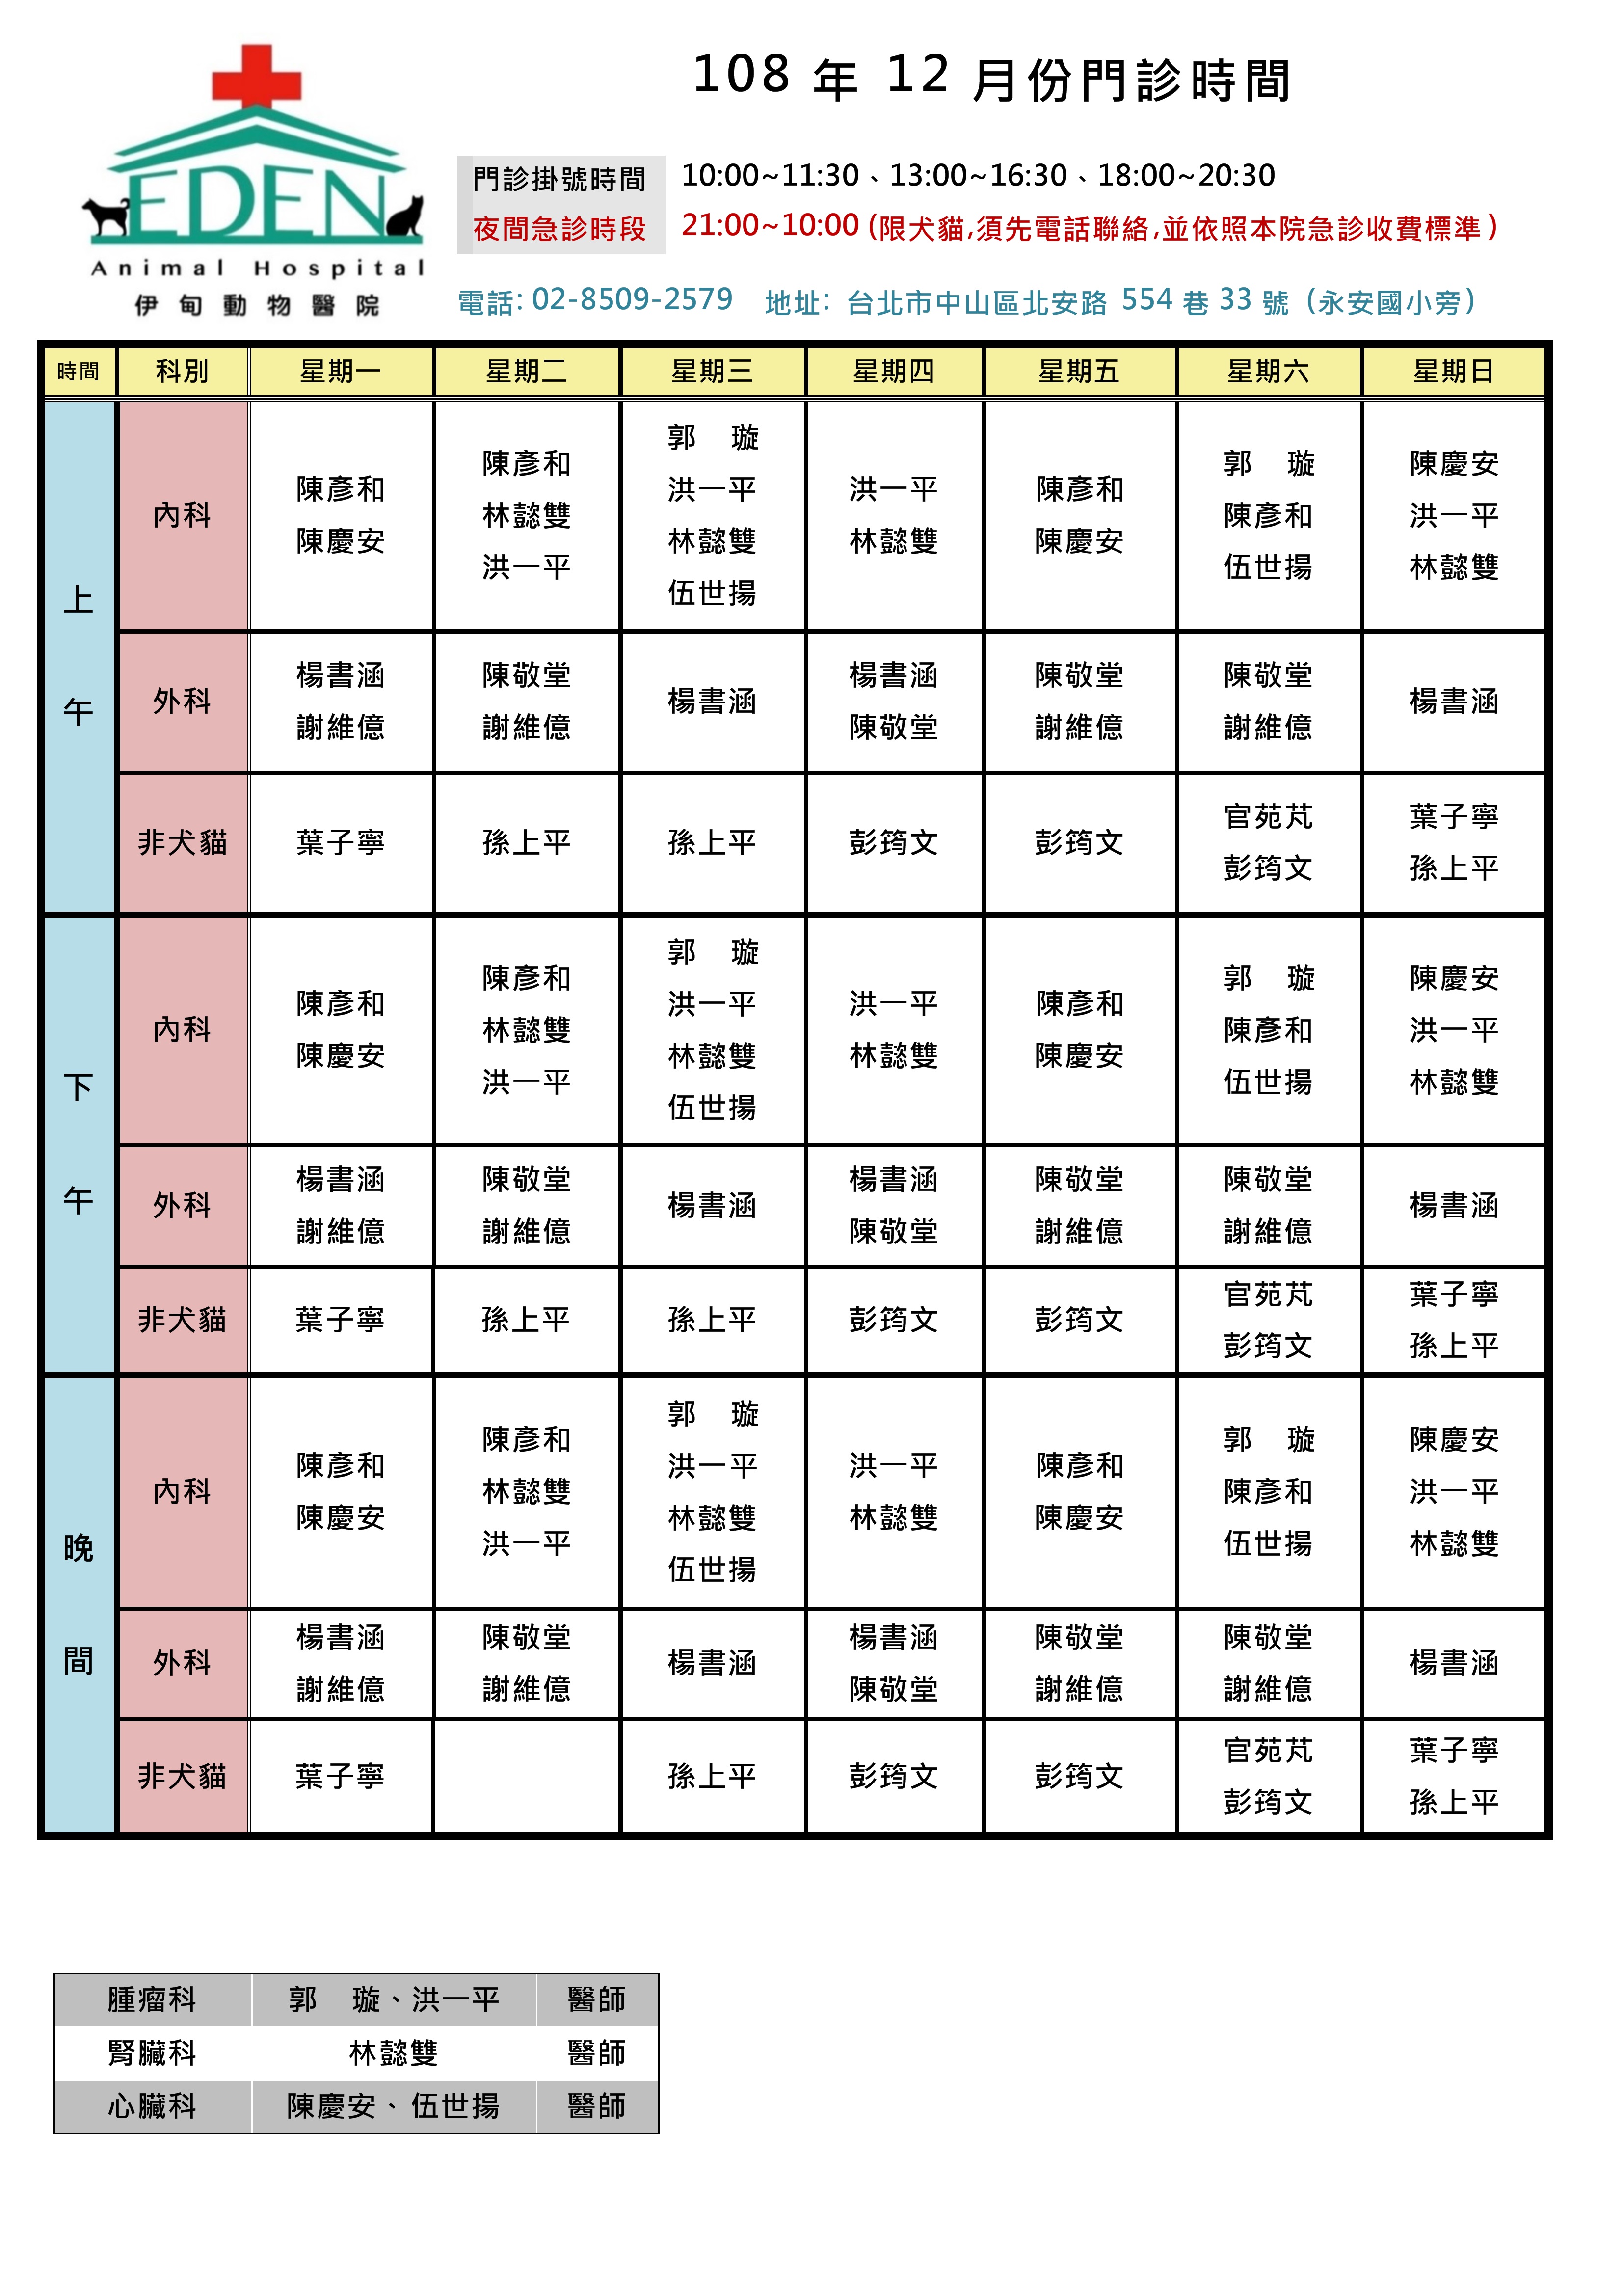 108 年 12 月份門診時間
EDEN
Animal Hospital
伊甸動物醫院
門診掛號時間 10:00~11:30、13:00~16:30、18:00~20:30
夜間急診時段 21:00~10:00 (限犬貓,須先電話聯絡,並依照本院急診收費標準)
電話: 02-8509-2579 地址: 台北市中山區北安路 554 巷 33 號 (永安國小旁)
時間 科別 星期一 星期二 星期三 星期四 星期五 星期六 星期日
上午
內科
陳彥和
陳慶安
陳彥和
林懿雙
洪一平
郭 璇
洪一平
林懿雙
伍世揚
洪一平
林懿雙
陳彥和
陳慶安
郭 璇
陳彥和
伍世揚
陳慶安
洪一平
林懿雙
外科
楊書涵
謝維億
陳敬堂
謝維億
楊書涵
楊書涵
陳敬堂
陳敬堂
謝維億
陳敬堂
謝維億
楊書涵
非犬貓
葉子寧
孫上平
孫上平
彭筠文
彭筠文
官苑芃
彭筠文
葉子寧
孫上平
下午
內科
陳彥和
陳慶安
陳彥和
林懿雙
洪一平
郭 璇
洪一平
林懿雙
伍世揚
洪一平
林懿雙
陳彥和
陳慶安
郭 璇
陳彥和
伍世揚
陳慶安
洪一平
林懿雙
外科
楊書涵
謝維億
陳敬堂
謝維億
楊書涵
楊書涵
陳敬堂
陳敬堂
謝維億
陳敬堂
謝維億
楊書涵
非犬貓
葉子寧
孫上平
孫上平
彭筠文
彭筠文
官苑芃
彭筠文
葉子寧
孫上平
晚間
內科
陳彥和
陳慶安
陳彥和
林懿雙
洪一平
郭 璇
洪一平
林懿雙
伍世揚
洪一平
林懿雙
陳彥和
陳慶安
郭 璇
陳彥和
伍世揚
陳慶安
洪一平
林懿雙
外科
楊書涵
謝維億
陳敬堂
謝維億
楊書涵
楊書涵
陳敬堂
陳敬堂
謝維億
陳敬堂
謝維億
楊書涵
非犬貓
葉子寧
孫上平
彭筠文
彭筠文
官苑芃
彭筠文
葉子寧
孫上平
腫瘤科 郭 璇、洪一平 醫師
腎臟科 林懿雙 醫師
心臟科 陳慶安、伍世揚 醫師